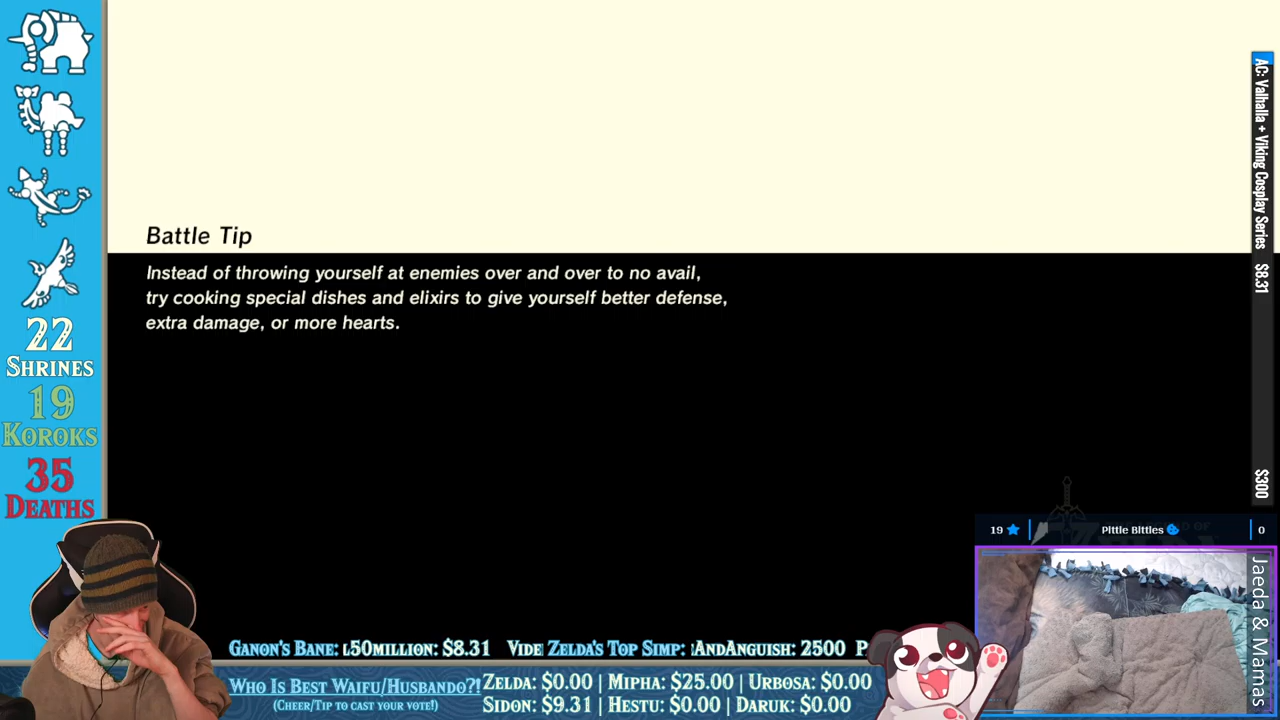 Battle Tip
Instead of throwing yourself at enemies over and over to no avail,
try cooking special dishes and elixirs to give yourself better defense,
extra damage, or more hearts.
22
Shrines
19
Koroks
35
Deaths
AC: Valhalla + Viking Cosplay Series $8.31
$300
19
Pittie Bitties
0
Jaeda & Mamas
Ganon's Bane: l50million: $8.31 Vide Zelda's Top Simp: AndAnguish: 2500 P
Who Is Best Waifu/Husbando?!
(Cheer/Tip to cast your vote!)
Zelda: $0.00 | Mipha: $25.00 | Urbosa: $0.00
Sidon: $9.31 | Hestu: $0.00 | Daruk: $0.00